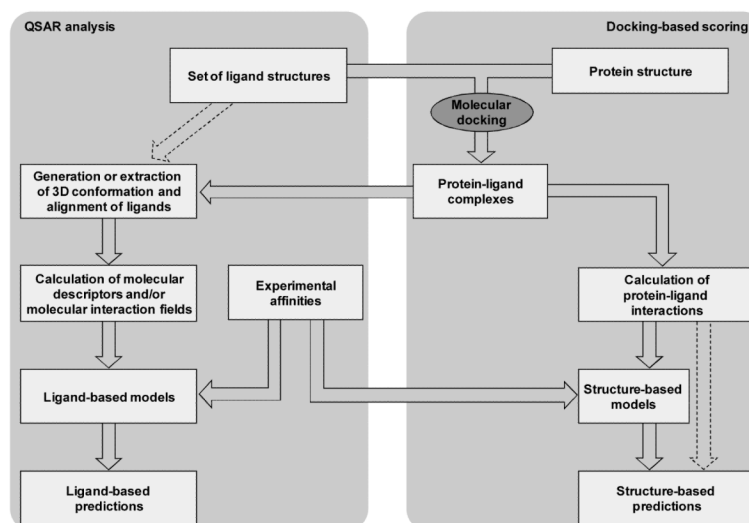 QSAR analysis
Docking-based scoring
Set of ligand structures
Protein structure
Molecular
docking
Generation or extraction
of 3D conformation and
alignment of ligands
Protein-ligand
complexes
Calculation of molecular
descriptors and/or
molecular interaction fields
Experimental
affinities
Calculation of
protein-ligand
interactions
Ligand-based models
Structure-based
models
Ligand-based
predictions
Structure-based
predictions